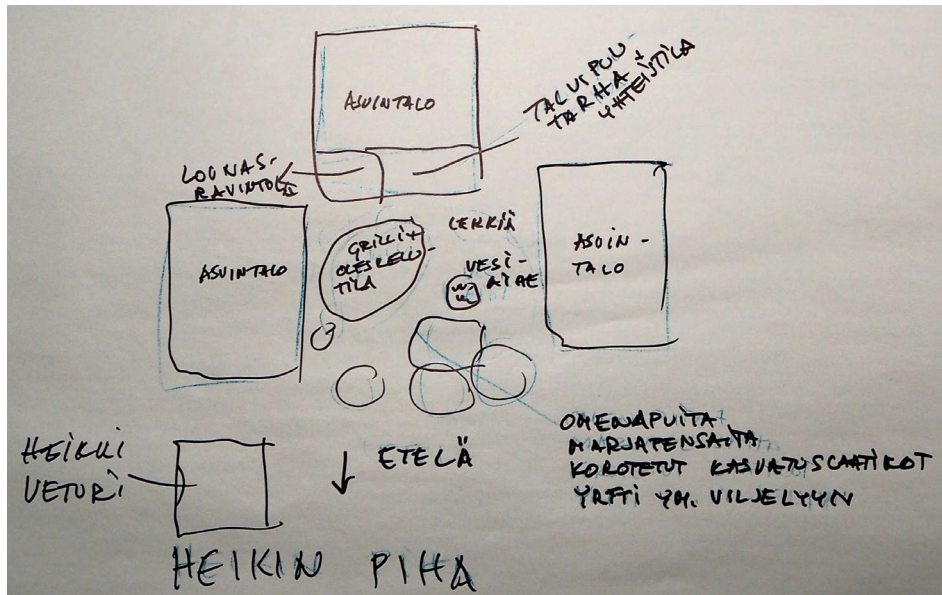 ASUINTALO
TALVIPUU-
TARHA +
YHTEISTILA
LOUNAS-
RAVINTOLA
ASUINTALO
GRILLI +
OLESKELU-
TILA
LEIKKIÄ
VESI-
AIHE
ASUIN-
TALO
OMENAPUITA
MARJAPENSAITA
KOROTETUT KASVATUSLAATIKOT
YRTTI YM. VILJELYYN
HEIKKI
VETURI
ETELÄ
HEIKIN PIHA